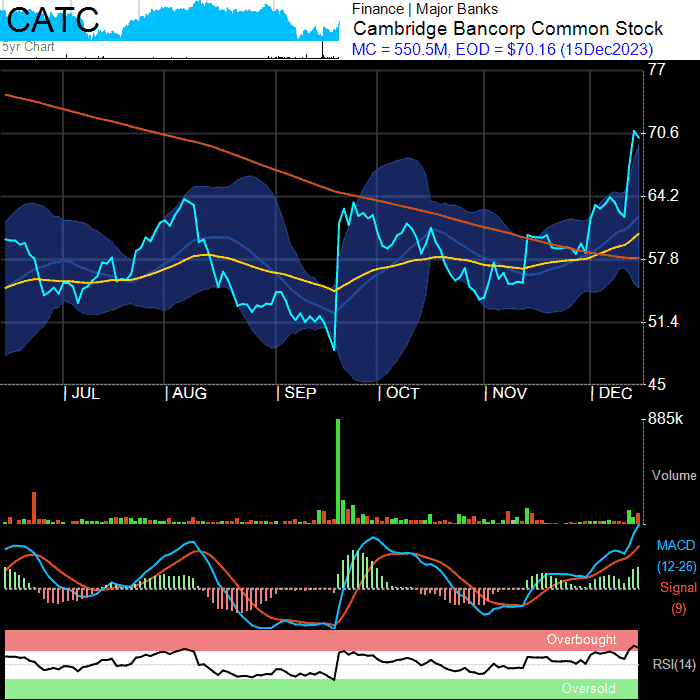 CATC
5yr Chart
Finance | Major Banks
Cambridge Bancorp Common Stock
MC = 550.5M, EOD = $70.16 (15Dec2023)
77
70.6
64.2
57.8
51.4
45
| JUL | AUG | SEP | OCT | NOV | DEC
885k
Volume
MACD
(12-26)
Signal
(9)
Overbought
RSI(14)
Oversold